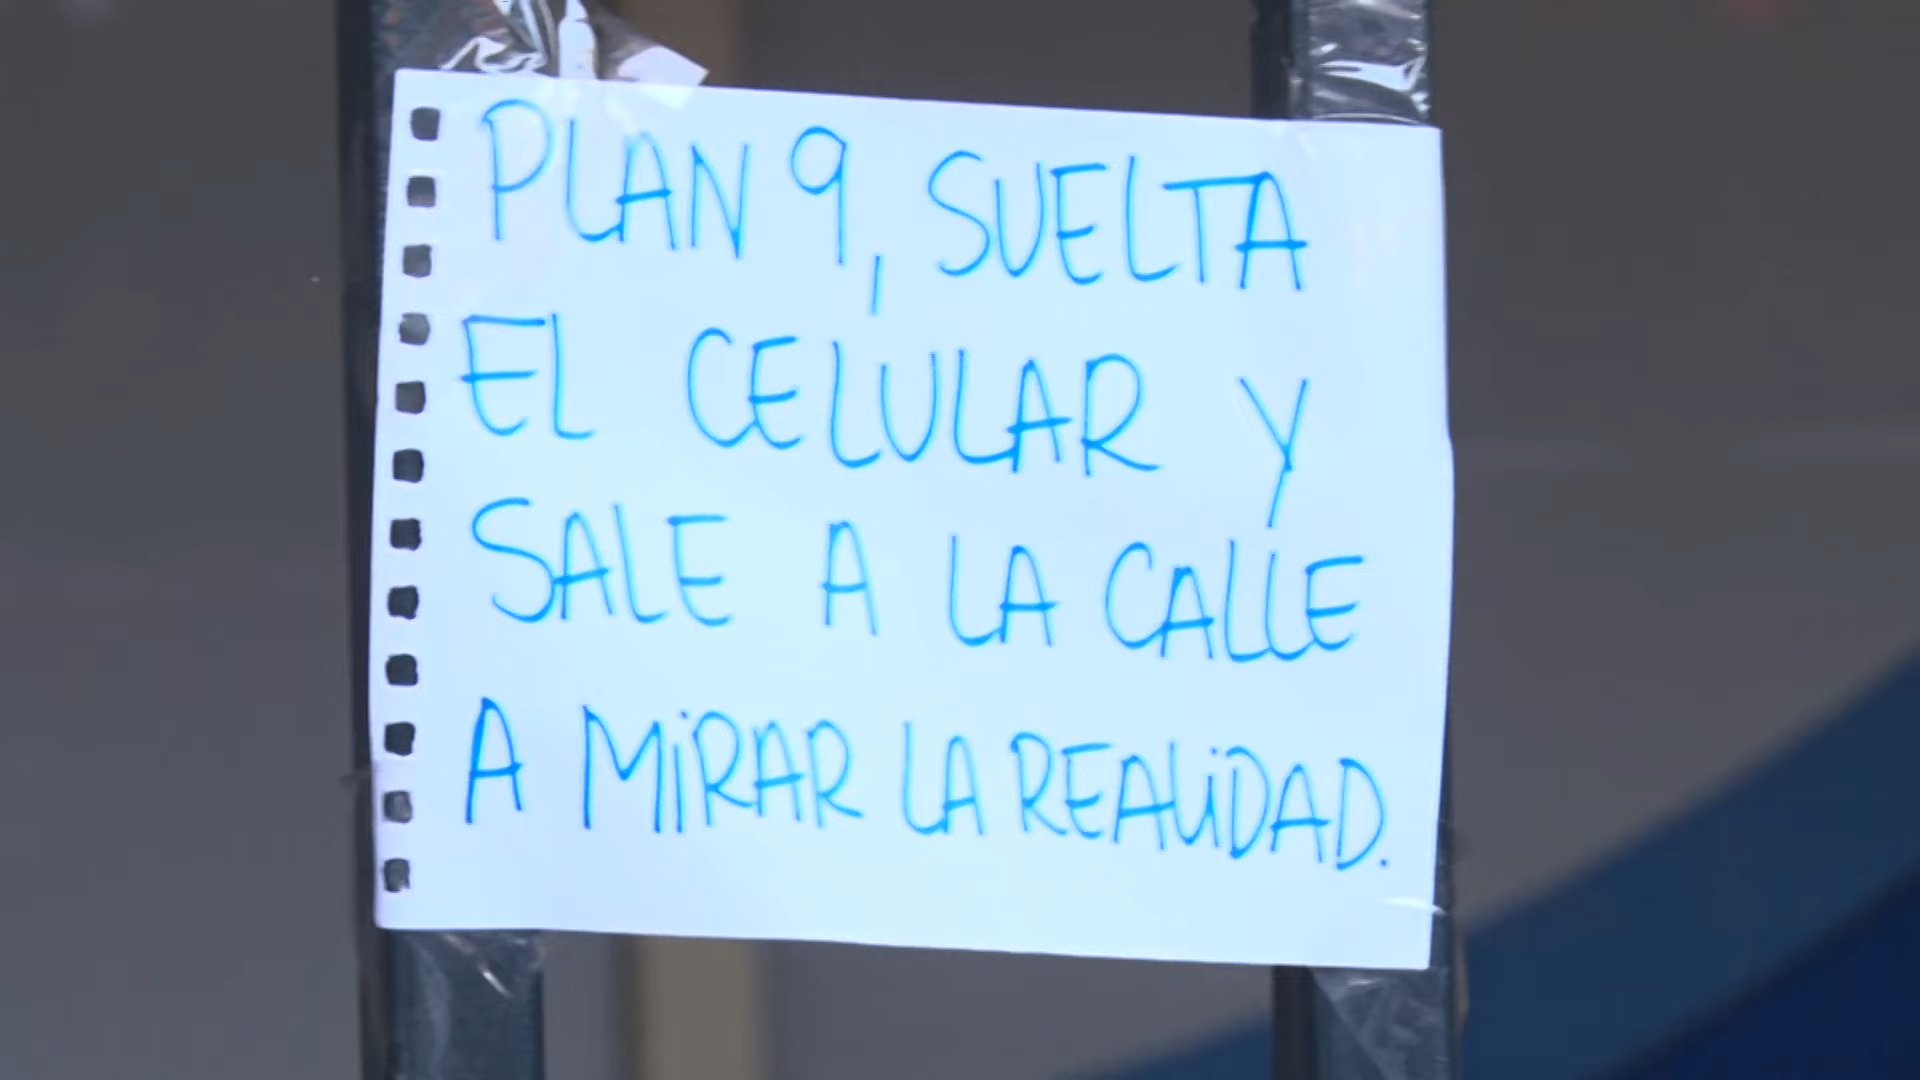 PLAN 9, SUELTA
EL CELULAR Y
SALE A LA CALLE
A MiRAR LA REALiDAD.